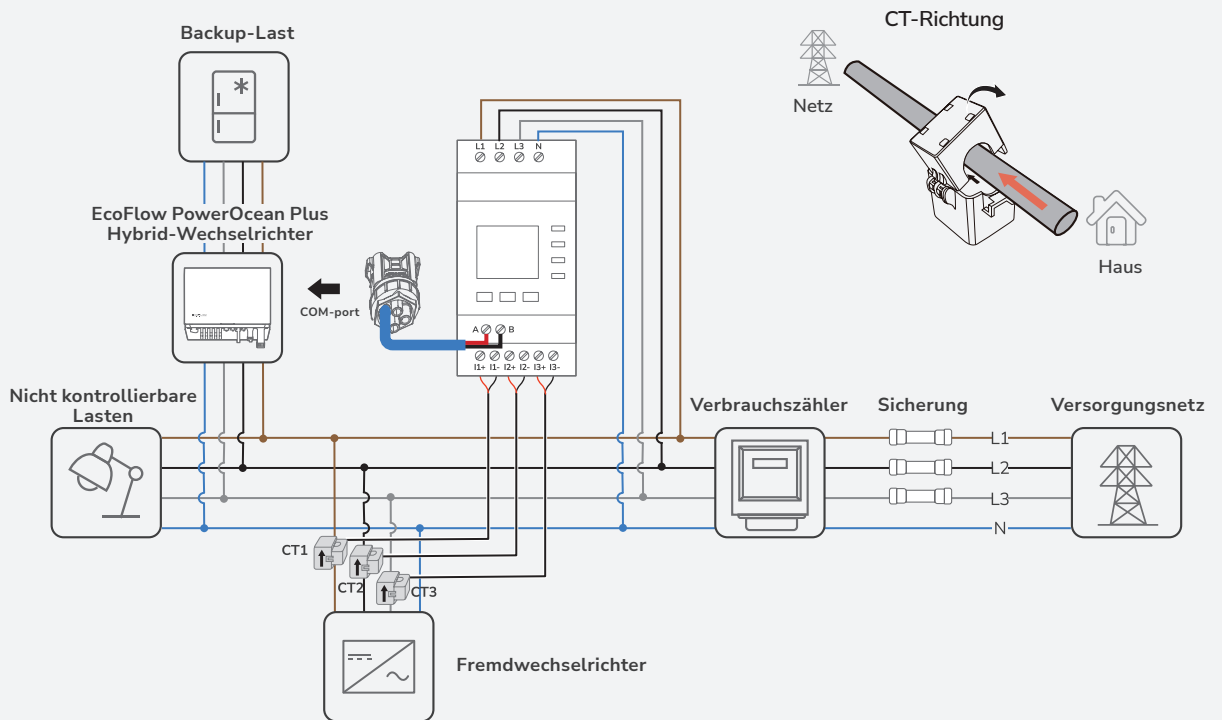 CT-Richtung
Netz
Haus
Backup-Last
EcoFlow PowerOcean Plus
Hybrid-Wechselrichter
COM-port
L1 L2 L3 N
A B
I1+ I1- I2+ I2- I3+ I3-
Nicht kontrollierbare
Lasten
Verbrauchszähler
Sicherung
Versorgungsnetz
L1
L2
L3
N
CT1
CT2
CT3
Fremdwechselrichter